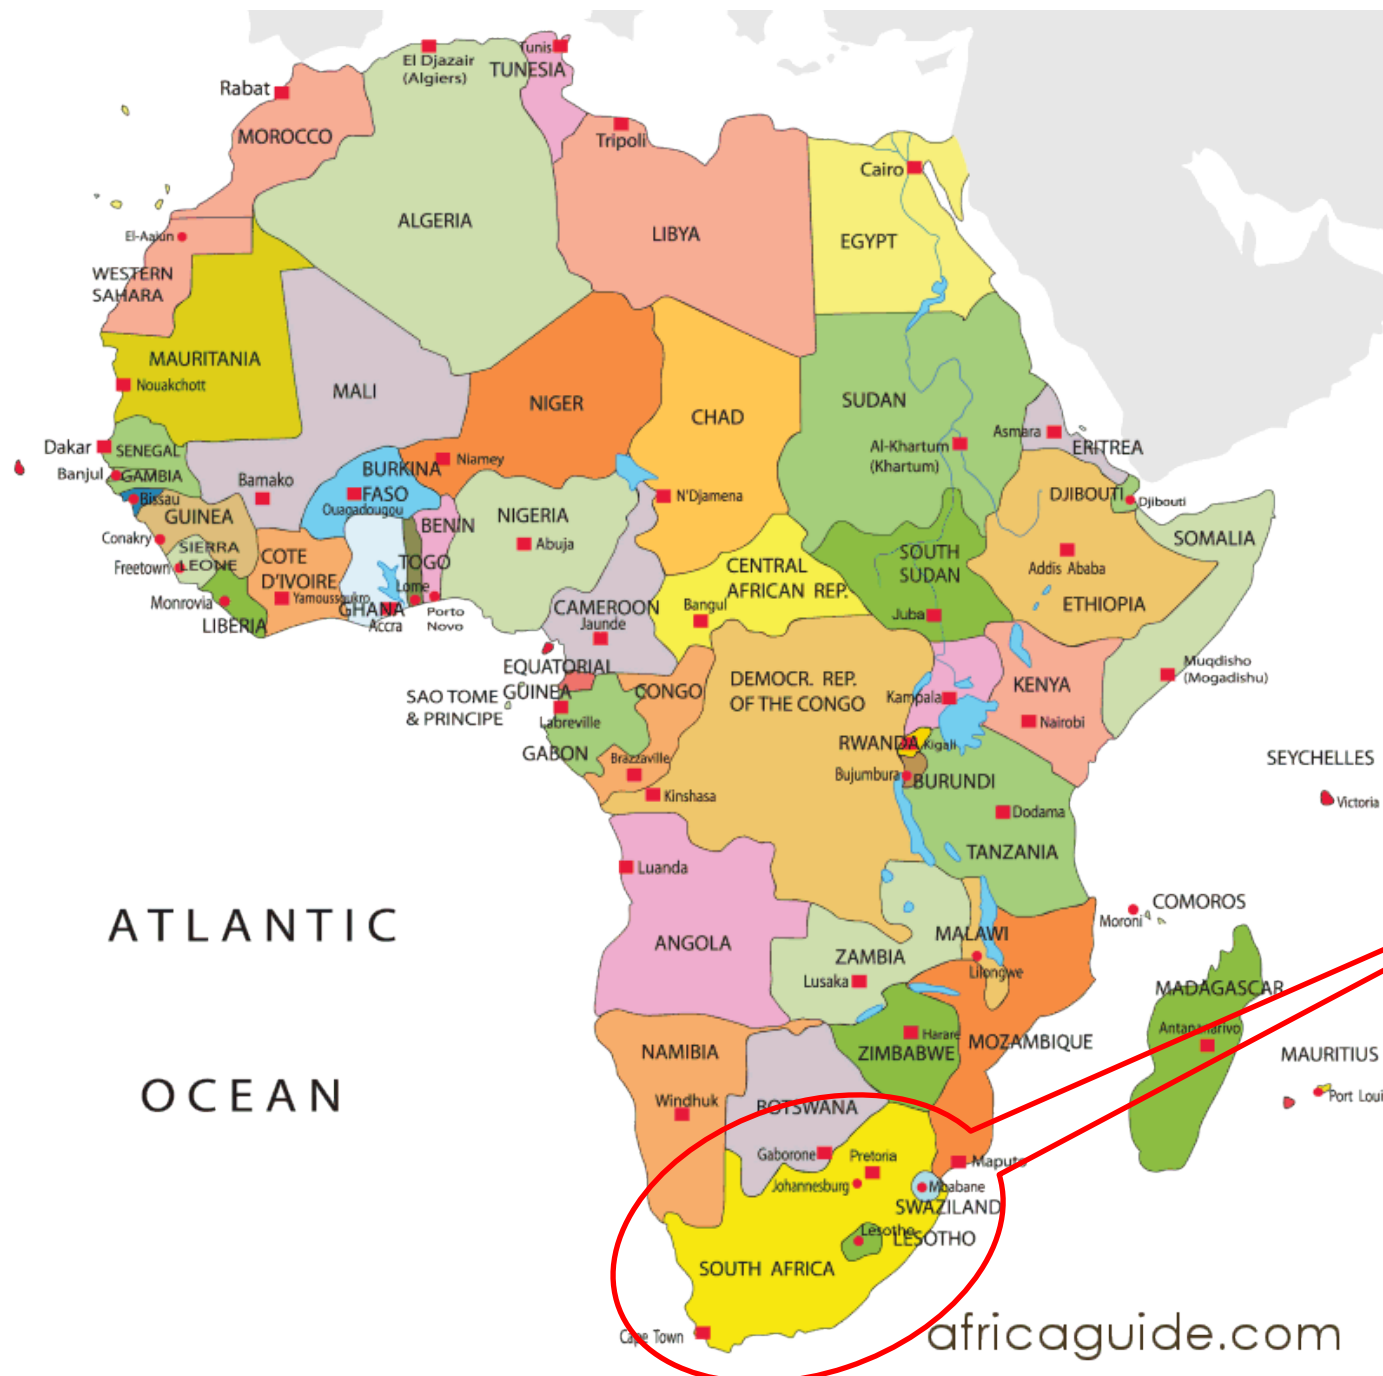 El Djazair
(Algiers)
Tunis
TUNESIA
Rabat
MOROCCO
Tripoli
Cairo
ALGERIA
LIBYA
EGYPT
El-Aaiun
WESTERN
SAHARA
MAURITANIA
Nouakchott
MALI
NIGER
CHAD
SUDAN
Al-Khartum
(Khartum)
Asmara
ERITREA
Dakar
SENEGAL
Banjul
GAMBIA
Bissau
GUINEA
Bamako
BURKINA
FASO
Ouagadougou
Niamey
N'Djamena
DJIBOUTI
Djibouti
SOMALIA
Conakry
SIERRA
LEONE
Freetown
Monrovia
LIBERIA
COTE
D'IVOIRE
Yamoussoukro
GHANA
Accra
TOGO
Lome
BENIN
Porto
Novo
NIGERIA
Abuja
CAMEROON
Jaunde
CENTRAL
AFRICAN REP.
Bangul
SOUTH
SUDAN
Juba
Addis Ababa
ETHIOPIA
Muqdisho
(Mogadishu)
EQUATORIAL
GUINEA
SAO TOME
& PRINCIPE
Labreville
GABON
CONGO
Brazzaville
Kinshasa
DEMOCR. REP.
OF THE CONGO
Kampala
KENYA
Nairobi
RWANDA
Kigali
Bujumbura
BURUNDI
Dodama
TANZANIA
SEYCHELLES
Victoria
Luanda
ANGOLA
ZAMBIA
Lusaka
MALAWI
Lilongwe
COMOROS
Moroni
MADAGASCAR
Antananarivo
MAURITIUS
Port Loui
ATLANTIC
OCEAN
NAMIBIA
Windhuk
BOTSWANA
Gaborone
Harare
ZIMBABWE
MOZAMBIQUE
Maputo
Pretoria
Johannesburg
Mbabane
SWAZILAND
Lesotho
LESOTHO
SOUTH AFRICA
Cape Town
africaguide.com